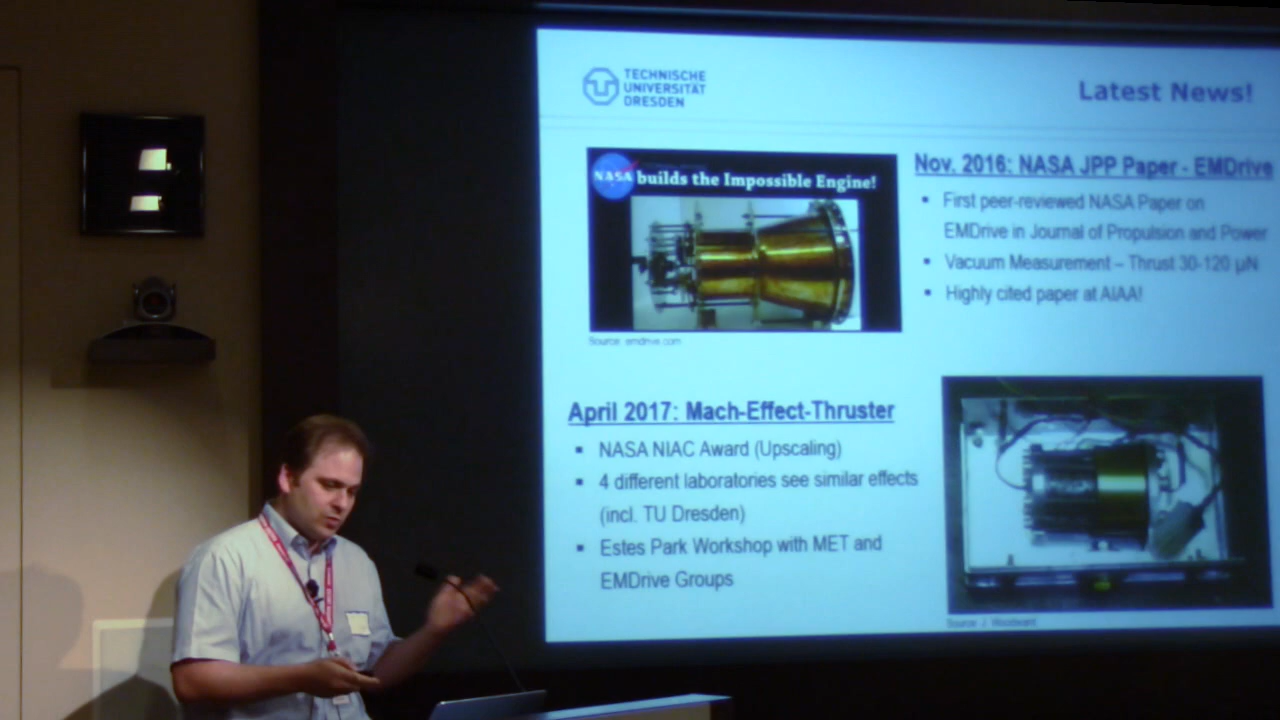 TECHNISCHE
UNIVERSITÄT
DRESDEN
Latest News!
NASA builds the Impossible Engine!
Source: emdrive.com
Nov. 2016: NASA JPP Paper - EMDrive
▪ First peer-reviewed NASA Paper on
EMDrive in Journal of Propulsion and Power
▪ Vacuum Measurement – Thrust 30-120 µN
▪ Highly cited paper at AIAA!
April 2017: Mach-Effect-Thruster
▪ NASA NIAC Award (Upscaling)
▪ 4 different laboratories see similar effects
(incl. TU Dresden)
▪ Estes Park Workshop with MET and
EMDrive Groups
Source: J. Woodward